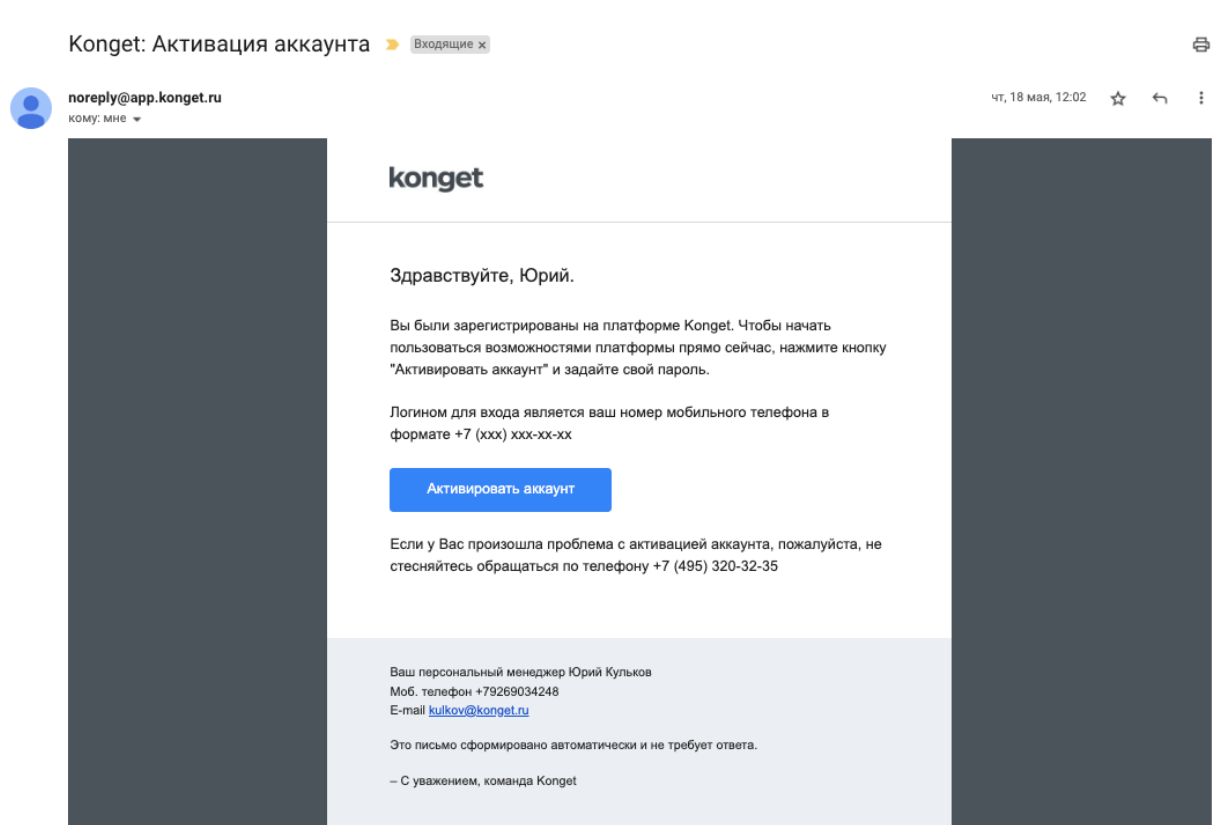 Konget: Активация аккаунта Входящие x
noreply@app.konget.ru
чт, 18 мая, 12:02
кому: мне
konget
Здравствуйте, Юрий.
Вы были зарегистрированы на платформе Konget. Чтобы начать
пользоваться возможностями платформы прямо сейчас, нажмите кнопку
"Активировать аккаунт" и задайте свой пароль.
Логином для входа является ваш номер мобильного телефона в
формате +7 (xxx) xxx-xx-xx
Активировать аккаунт
Если у Вас произошла проблема с активацией аккаунта, пожалуйста, не
стесняйтесь обращаться по телефону +7 (495) 320-32-35
Ваш персональный менеджер Юрий Кульков
Моб. телефон +79269034248
E-mail kulkov@konget.ru
Это письмо сформировано автоматически и не требует ответа.
– С уважением, команда Konget